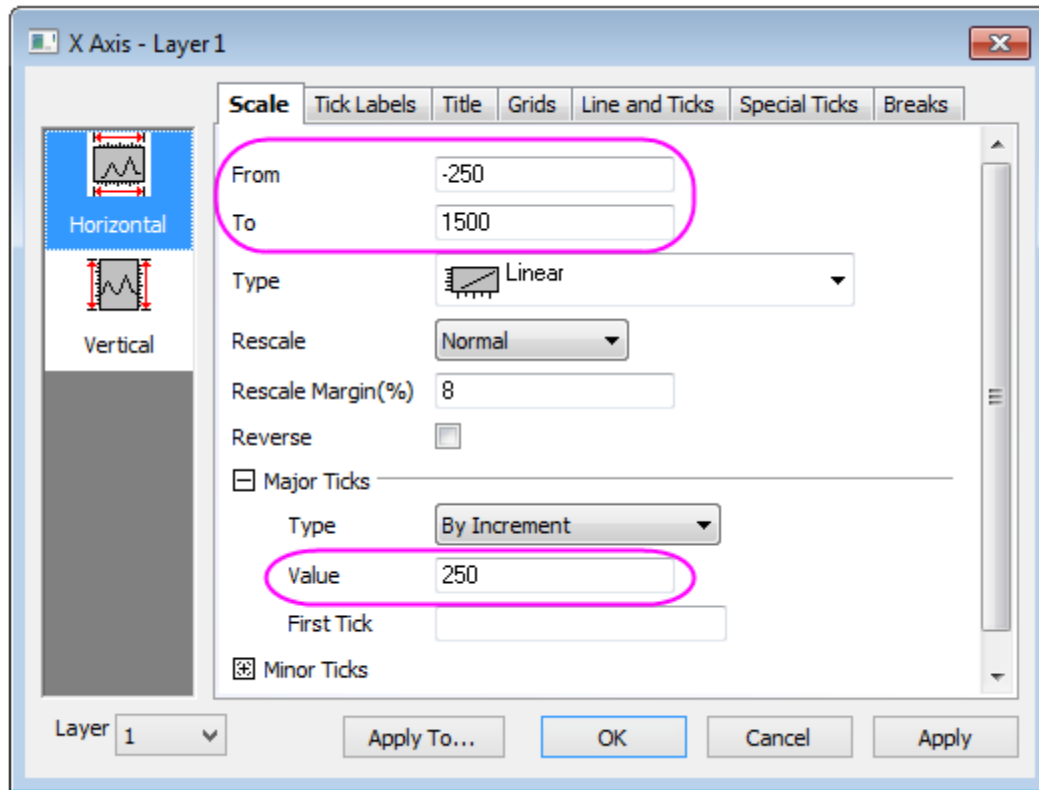 X Axis - Layer 1
Scale Tick Labels Title Grids Line and Ticks Special Ticks Breaks
Horizontal
Vertical
From -250
To 1500
Type Linear
Rescale Normal
Rescale Margin(%) 8
Reverse
Major Ticks
Type By Increment
Value 250
First Tick
Minor Ticks
Layer 1 Apply To... OK Cancel Apply